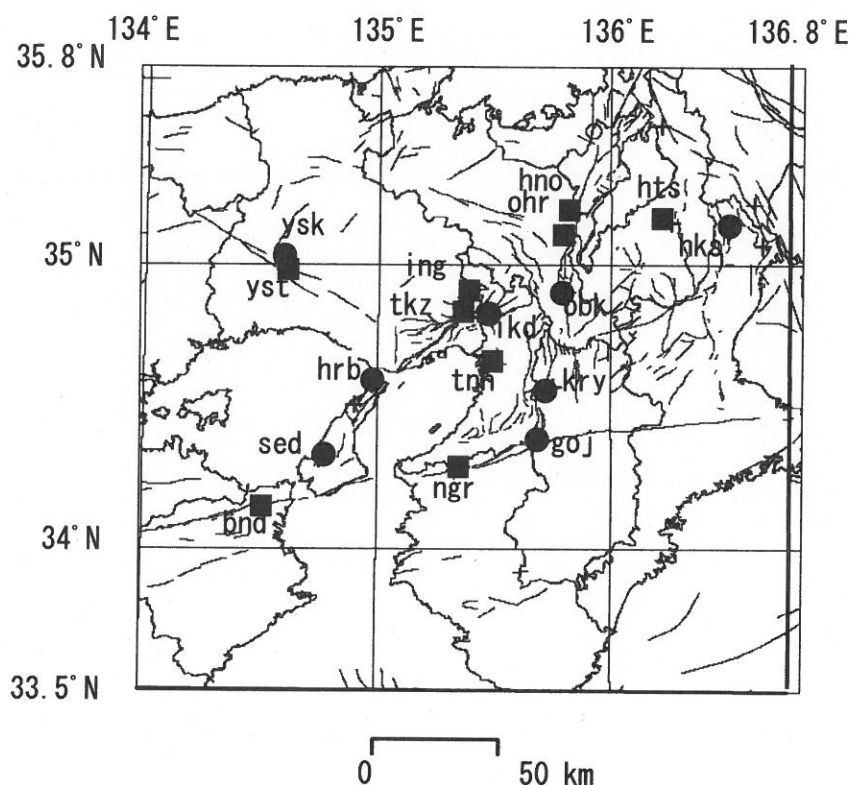 134°E 135°E 136°E 136.8°E
35.8°N
hno
ohr hts
ysk hks
35°N
yst ing
tkz obk
ikd
hrb tnn kry
sed goj
ngr
bnd
34°N
33.5°N
0 50 km